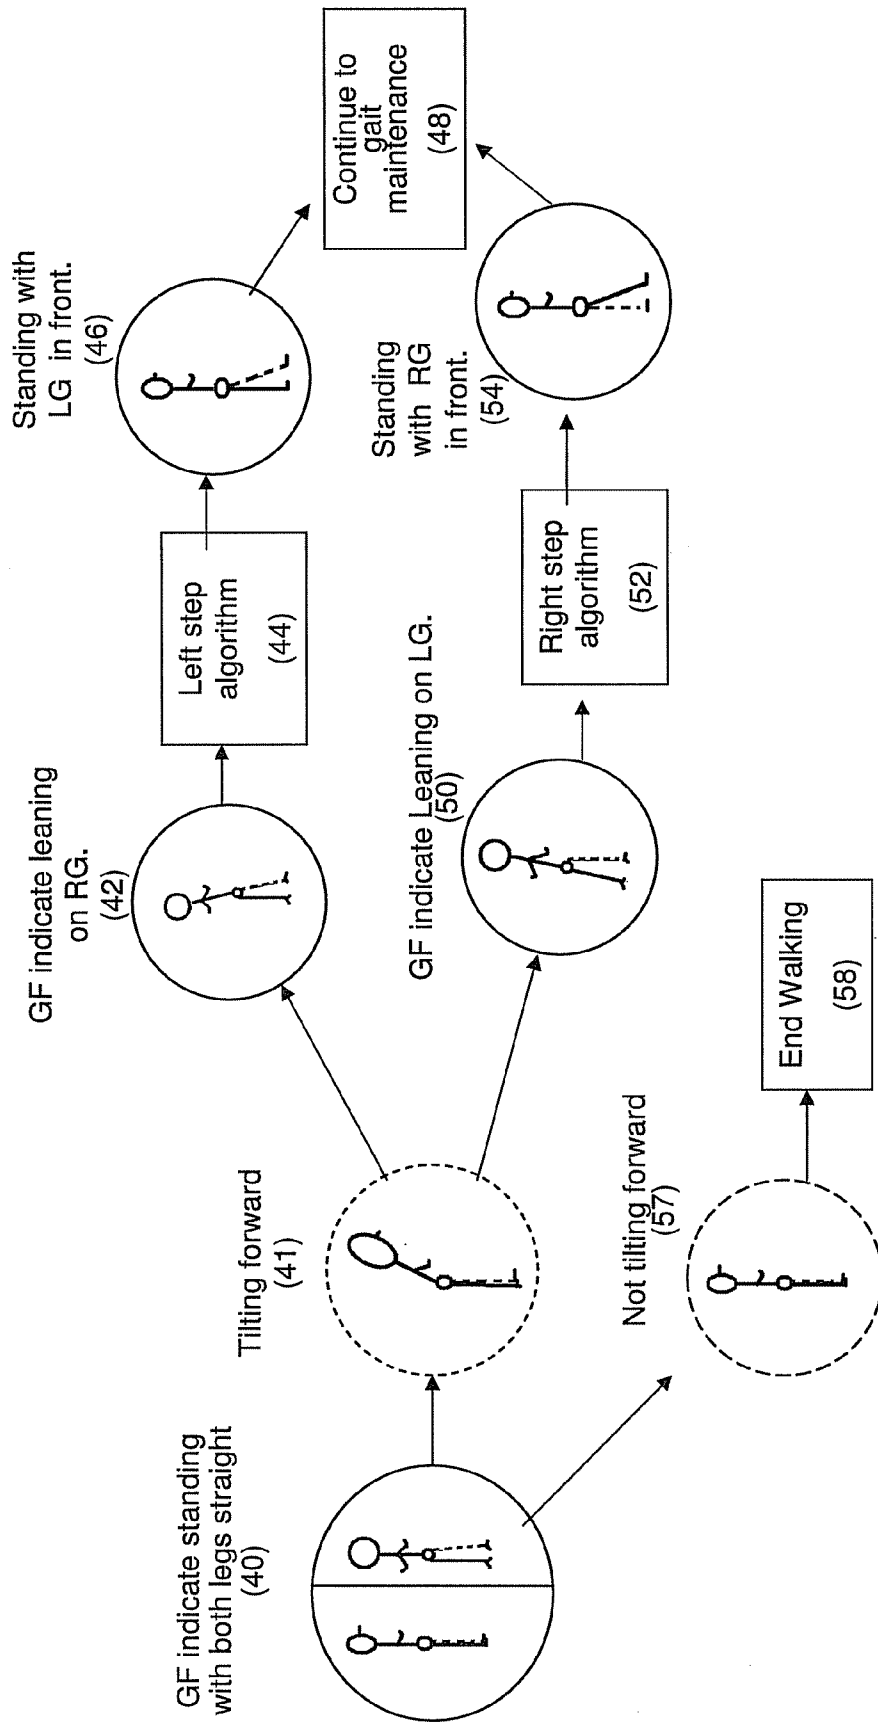 GF indicate standing
with both legs straight
(40)
Tilting forward
(41)
Not tilting forward
(57)
GF indicate leaning
on RG.
(42)
GF indicate Leaning on LG.
(50)
End Walking
(58)
Left step
algorithm
(44)
Right step
algorithm
(52)
Standing with
LG in front.
(46)
Standing
with RG
in front.
(54)
Continue to
gait
maintenance
(48)